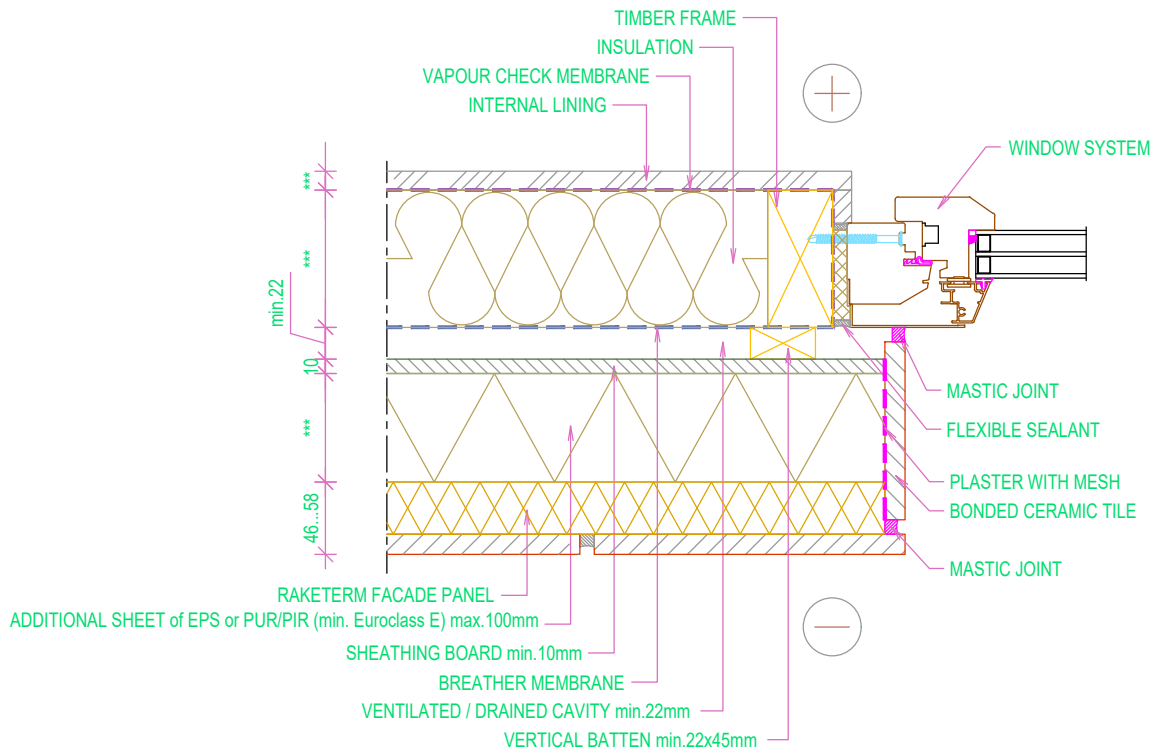 TIMBER FRAME
INSULATION
VAPOUR CHECK MEMBRANE
INTERNAL LINING
WINDOW SYSTEM
***
***
min.22
10
***
46...58
MASTIC JOINT
FLEXIBLE SEALANT
PLASTER WITH MESH
BONDED CERAMIC TILE
MASTIC JOINT
RAKETERM FACADE PANEL
ADDITIONAL SHEET of EPS or PUR/PIR (min. Euroclass E) max.100mm
SHEATHING BOARD min.10mm
BREATHER MEMBRANE
VENTILATED / DRAINED CAVITY min.22mm
VERTICAL BATTEN min.22x45mm